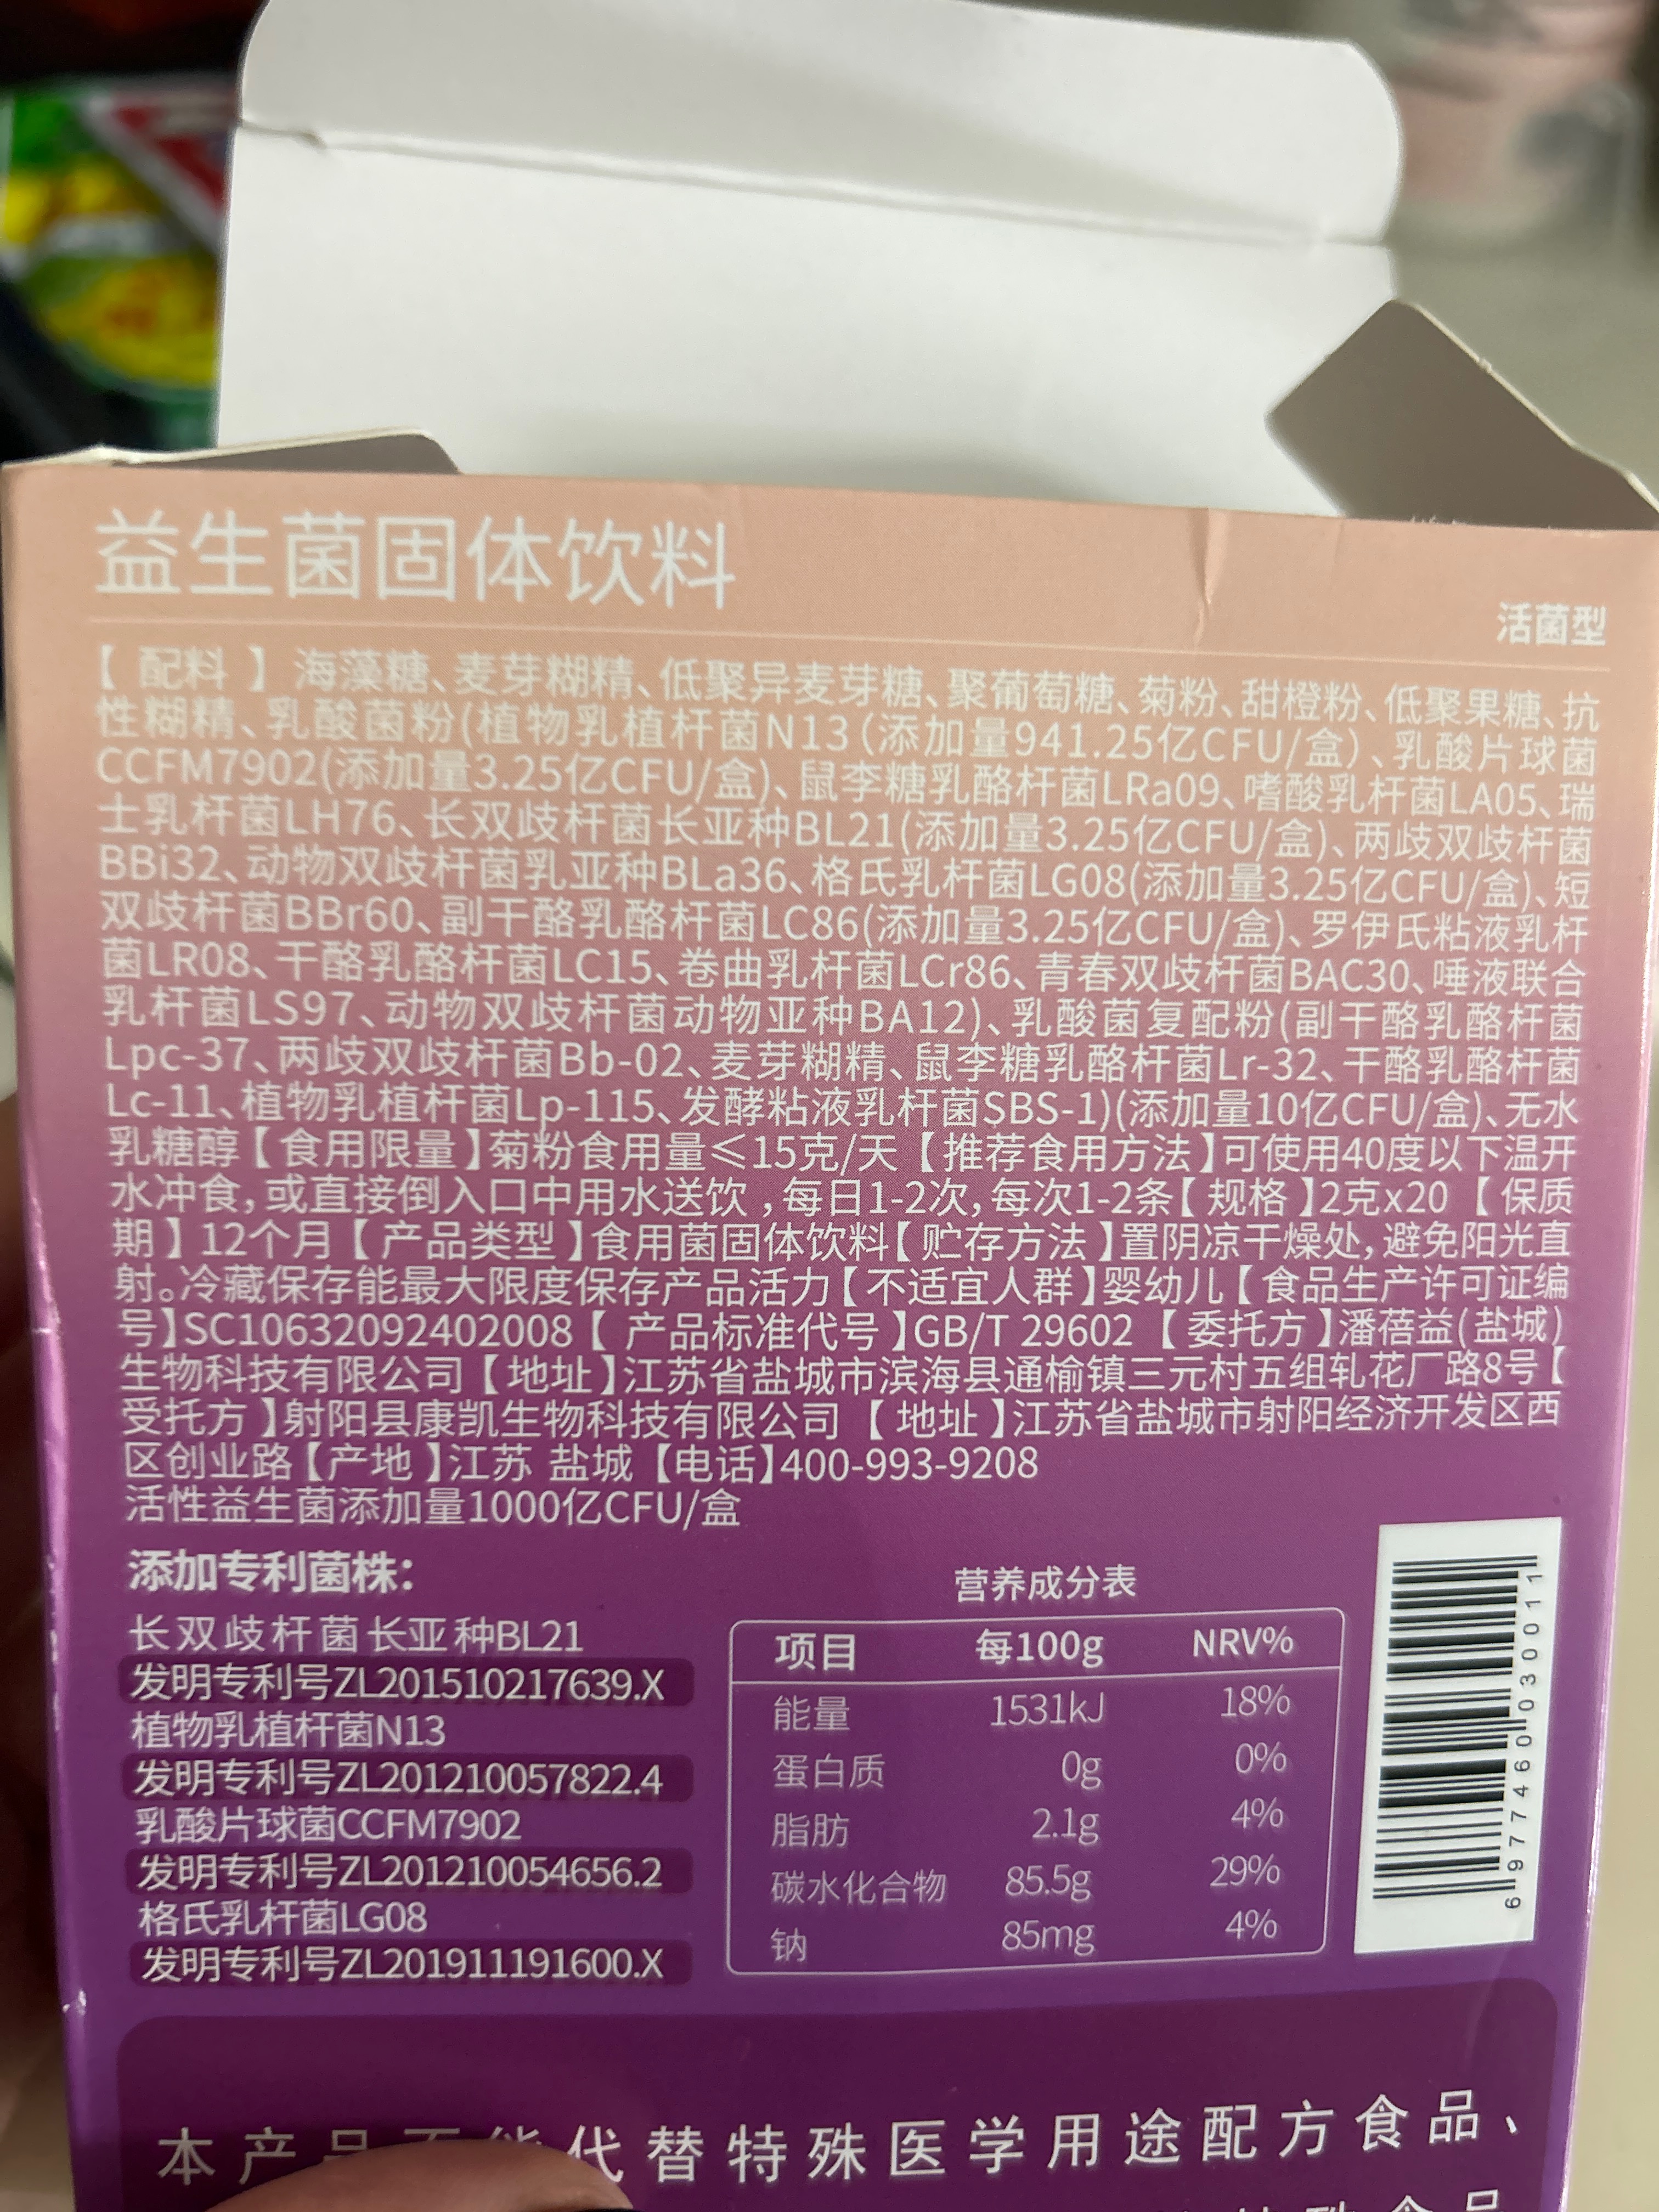 益生菌固体饮料
活菌型
【 配料 】 海藻糖、麦芽糊精、低聚异麦芽糖、聚葡萄糖、菊粉、甜橙粉、低聚果糖、抗
性糊精、乳酸菌粉(植物乳植杆菌N13(添加量941.25亿CFU/盒)、乳酸片球菌
CCFM7902(添加量3.25亿CFU/盒)、鼠李糖乳酪杆菌LRa09、嗜酸乳杆菌LA05、瑞
士乳杆菌LH76、长双歧杆菌长亚种BL21(添加量3.25亿CFU/盒)、两歧双歧杆菌
BBi32、动物双歧杆菌乳亚种BLa36、格氏乳杆菌LG08(添加量3.25亿CFU/盒)、短
双歧杆菌BBr60、副干酪乳酪杆菌LC86(添加量3.25亿CFU/盒)、罗伊氏粘液乳杆
菌LR08、干酪乳酪杆菌LC15、卷曲乳杆菌LCr86、青春双歧杆菌BAC30、唾液联合
乳杆菌LS97、动物双歧杆菌动物亚种BA12)、乳酸菌复配粉(副干酪乳酪杆菌
Lpc-37、两歧双歧杆菌Bb-02、麦芽糊精、鼠李糖乳酪杆菌Lr-32、干酪乳酪杆菌
Lc-11、植物乳植杆菌Lp-115、发酵粘液乳杆菌SBS-1)(添加量10亿CFU/盒)、无水
乳糖醇【 食用限量 】菊粉食用量≤15克/天【 推荐食用方法 】可使用40度以下温开
水冲食，或直接倒入口中用水送饮 ，每日1-2次，每次1-2条【 规格 】2克x20 【 保质
期 】12个月【 产品类型 】食用菌固体饮料【 贮存方法 】置阴凉干燥处，避免阳光直
射。冷藏保存能最大限度保存产品活力【 不适宜人群 】婴幼儿【 食品生产许可证编
号】SC10632092402008【 产品标准代号 】GB/T 29602 【 委托方 】潘蓓益(盐城)
生物科技有限公司【 地址 】江苏省盐城市滨海县通榆镇三元村五组轧花厂路8号【
受托方 】射阳县康凯生物科技有限公司 【 地址 】江苏省盐城市射阳经济开发区西
区创业路【 产地 】江苏 盐城 【电话】400-993-9208
活性益生菌添加量1000亿CFU/盒
添加专利菌株：
长双歧杆菌长亚种BL21
发明专利号ZL201510217639.X
植物乳植杆菌N13
发明专利号ZL201210057822.4
乳酸片球菌CCFM7902
发明专利号ZL201210054656.2
格氏乳杆菌LG08
发明专利号ZL201911191600.X
营养成分表
项目 每100g NRV%
能量 1531kJ 18%
蛋白质 0g 0%
脂肪 2.1g 4%
碳水化合物 85.5g 29%
钠 85mg 4%
6 977460 030011
本产品不能代替特殊医学用途配方食品、